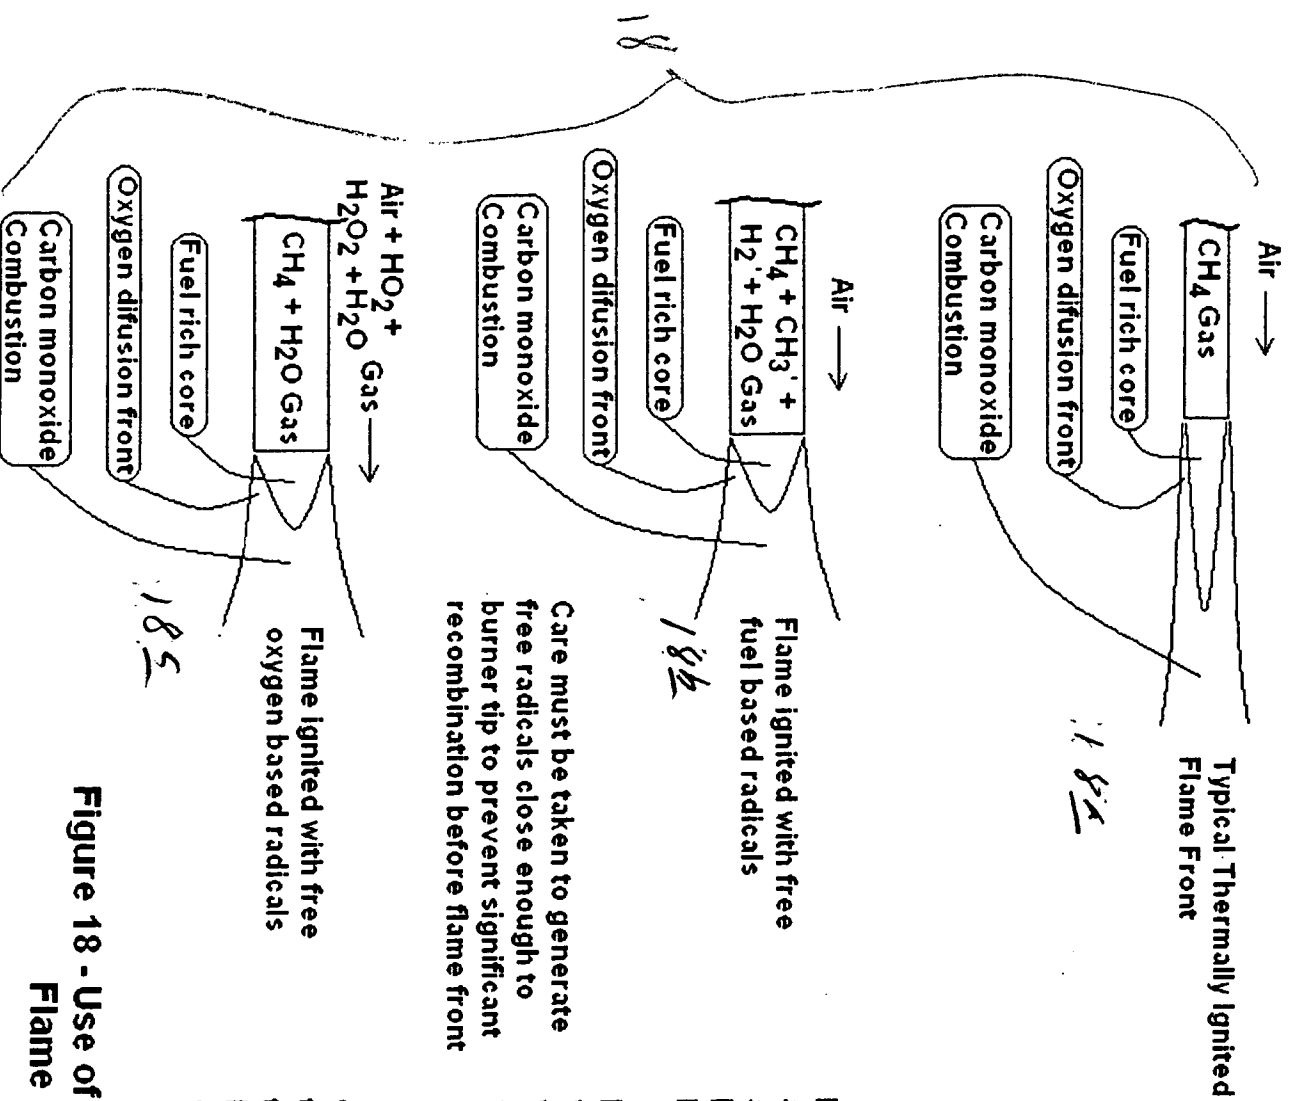 18
Air
CH4 Gas
Fuel rich core
Oxygen difusion front
Carbon monoxide
Combustion
Typical Thermally Ignited
Flame Front
18a
Air
CH4 + CH3' +
H2' + H2O Gas
Fuel rich core
Oxygen difusion front
Carbon monoxide
Combustion
Flame ignited with free
fuel based radicals
18b
Care must be taken to generate
free radicals close enough to
burner tip to prevent significant
recombination before flame front
Air + HO2 +
H2O2 + H2O Gas
CH4 + H2O Gas
Fuel rich core
Oxygen difusion front
Carbon monoxide
Combustion
Flame ignited with free
oxygen based radicals
18c
Figure 18 - Use of
Flame